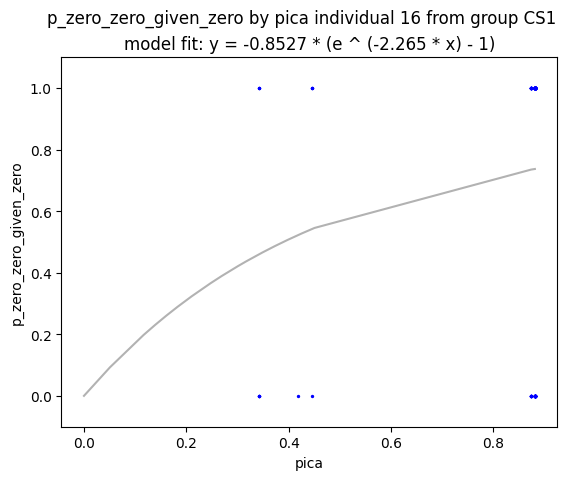 p_zero_zero_given_zero by pica individual 16 from group CS1
model fit: y = -0.8527 * (e ^ (-2.265 * x) - 1)
1.0
0.8
0.6
0.4
0.2
0.0
p_zero_zero_given_zero
0.0 0.2 0.4 0.6 0.8
pica